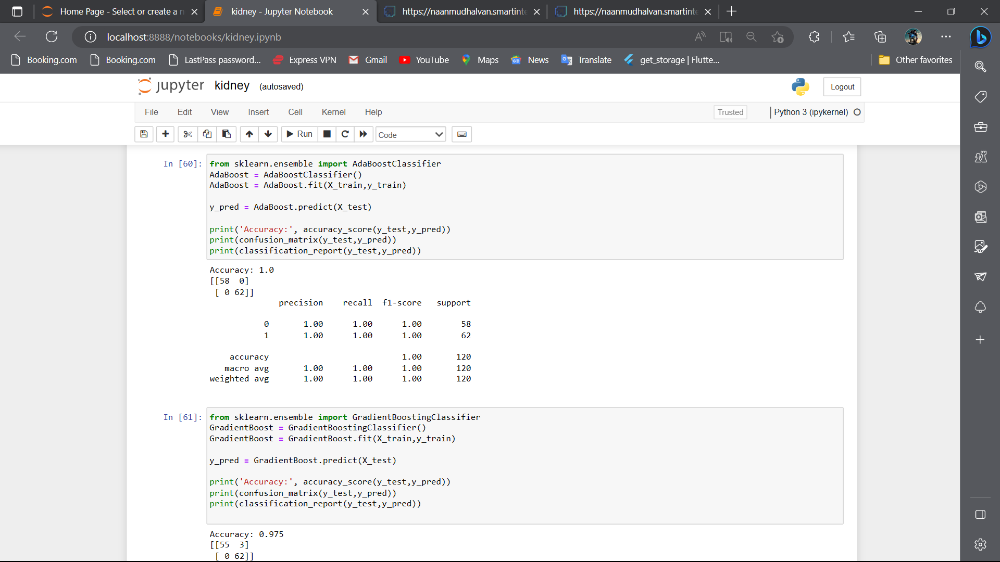 Home Page - Select or create a n
kidney - Jupyter Notebook
https://naanmudhalvan.smartinte
https://naanmudhalvan.smartinte
localhost:8888/notebooks/kidney.ipynb
Booking.com
Booking.com
LastPass password...
Express VPN
Gmail
YouTube
Maps
News
Translate
get_storage | Flutte...
Other favorites
jupyter kidney (autosaved)
Logout
File Edit View Insert Cell Kernel Help
Trusted
Python 3 (ipykernel)
Run
Code
In [60]:
from sklearn.ensemble import AdaBoostClassifier
AdaBoost = AdaBoostClassifier()
AdaBoost = AdaBoost.fit(X_train,y_train)
y_pred = AdaBoost.predict(X_test)
print('Accuracy:', accuracy_score(y_test,y_pred))
print(confusion_matrix(y_test,y_pred))
print(classification_report(y_test,y_pred))
Accuracy: 1.0
[[58  0]
 [ 0 62]]
precision recall f1-score support
0 1.00 1.00 1.00 58
1 1.00 1.00 1.00 62
accuracy 1.00 120
macro avg 1.00 1.00 1.00 120
weighted avg 1.00 1.00 1.00 120
In [61]:
from sklearn.ensemble import GradientBoostingClassifier
GradientBoost = GradientBoostingClassifier()
GradientBoost = GradientBoost.fit(X_train,y_train)
y_pred = GradientBoost.predict(X_test)
print('Accuracy:', accuracy_score(y_test,y_pred))
print(confusion_matrix(y_test,y_pred))
print(classification_report(y_test,y_pred))
Accuracy: 0.975
[[55  3]
 [ 0 62]]